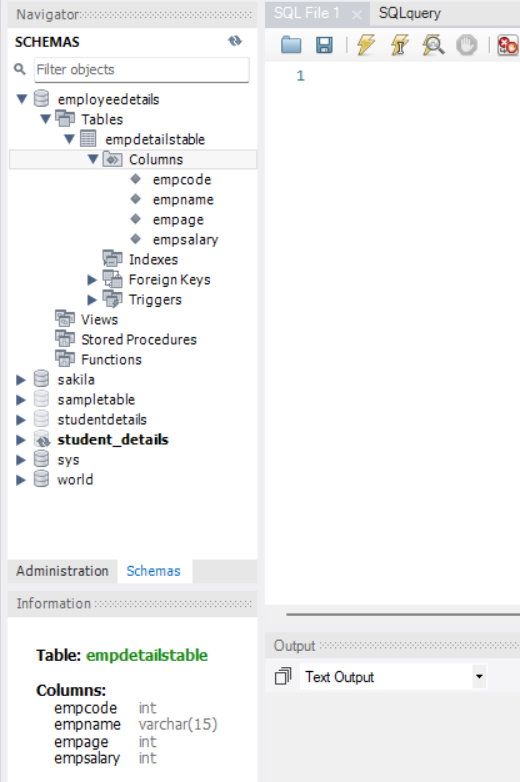 Navigator
SCHEMAS
Filter objects
employeedetails
Tables
empdetailstable
Columns
empcode
empname
empage
empsalary
Indexes
Foreign Keys
Triggers
Views
Stored Procedures
Functions
sakila
sampletable
studentdetails
student_details
sys
world
Administration Schemas
Information
Table: empdetailstable
Columns:
empcode int
empname varchar(15)
empage int
empsalary int
SQL File 1 SQLquery
1
Output
Text Output